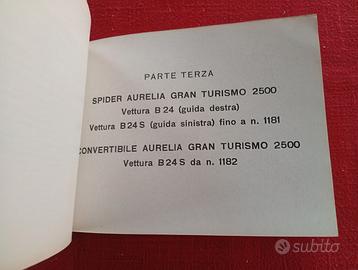 PARTE TERZA
SPIDER AURELIA GRAN TURISMO 2500
Vettura B 24 (guida destra)
Vettura B 24 S (guida sinistra) fino a n. 1181
CONVERTIBILE AURELIA GRAN TURISMO 2500
Vettura B 24 S da n. 1182
subito